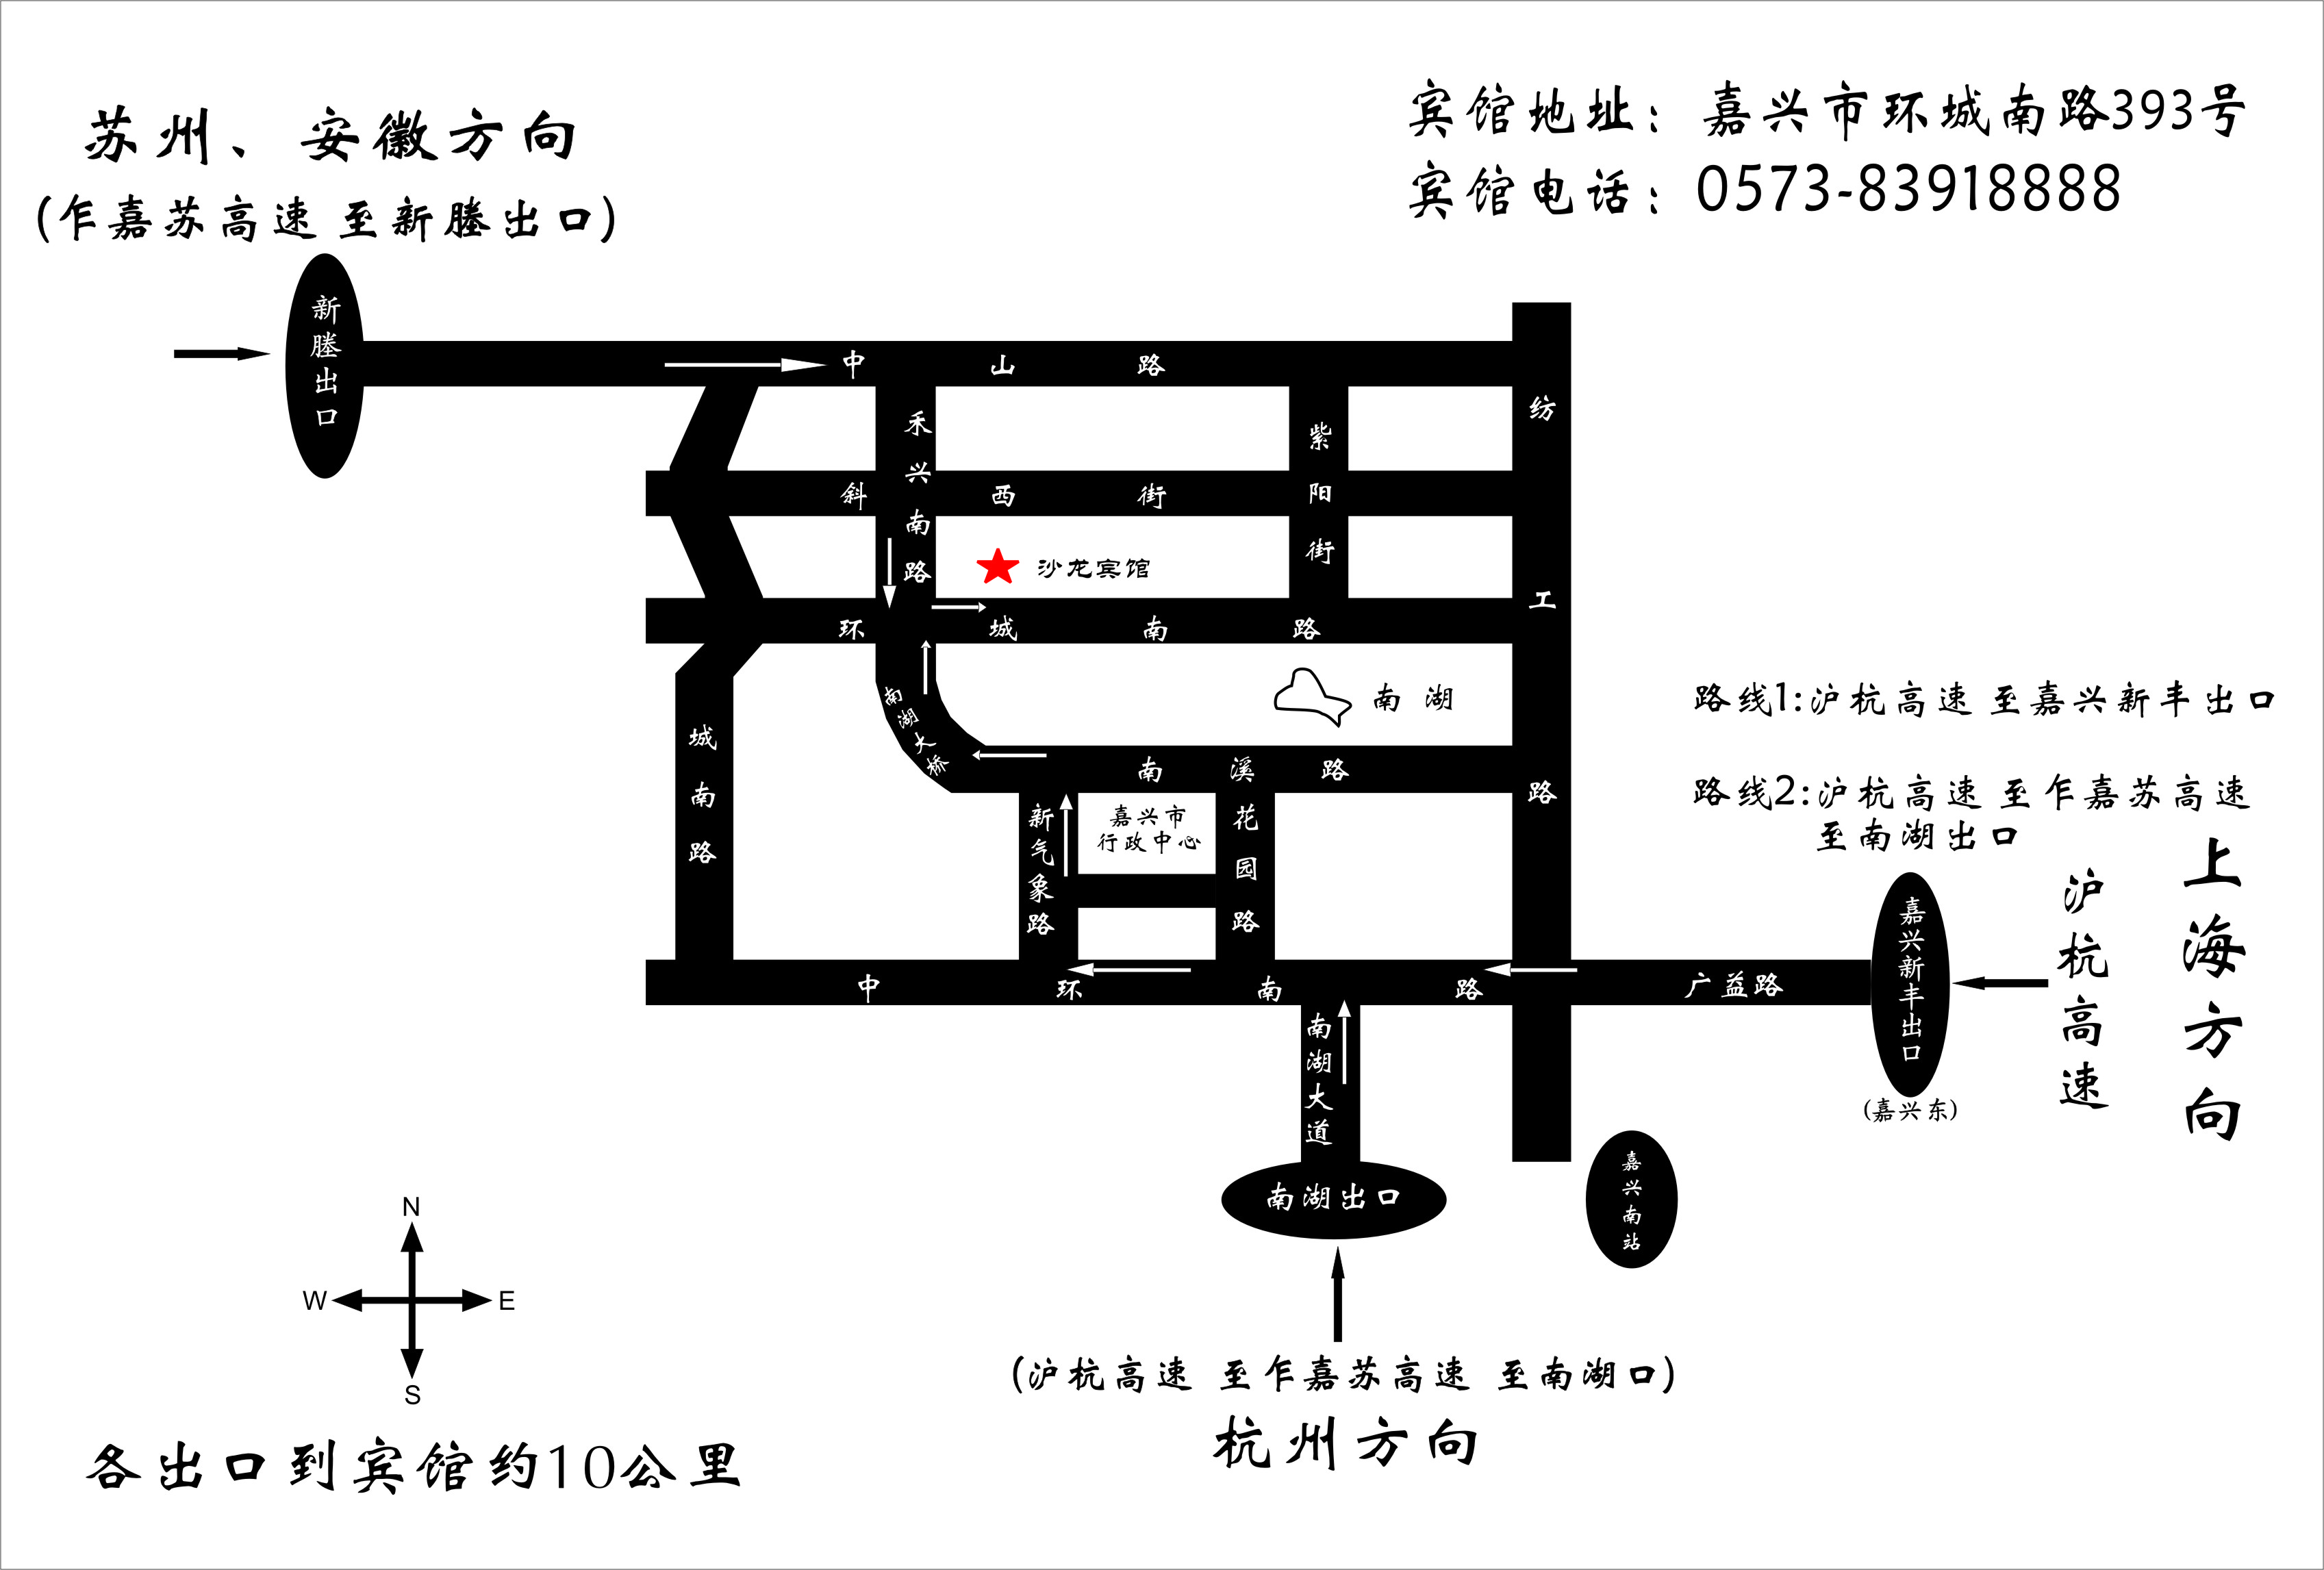 苏州、安徽方向
(乍嘉苏高速 至新塍出口)
宾馆地址：嘉兴市环城南路393号
宾馆电话：0573-83918888
新塍出口
中山路
禾兴南路
紫阳街
纺工路
斜西街
沙龙宾馆
环城南路
南湖大桥
南湖
城南路
南溪路
新气象路
嘉兴市
行政中心
花园路
路线1:沪杭高速 至嘉兴新丰出口
路线2:沪杭高速 至乍嘉苏高速
至南湖出口
上海方向
沪杭高速
嘉兴新丰出口
(嘉兴东)
中环南路
广益路
南湖大道
南湖出口
嘉兴南站
N
W
E
S
(沪杭高速 至乍嘉苏高速 至南湖口)
杭州方向
各出口到宾馆约10公里